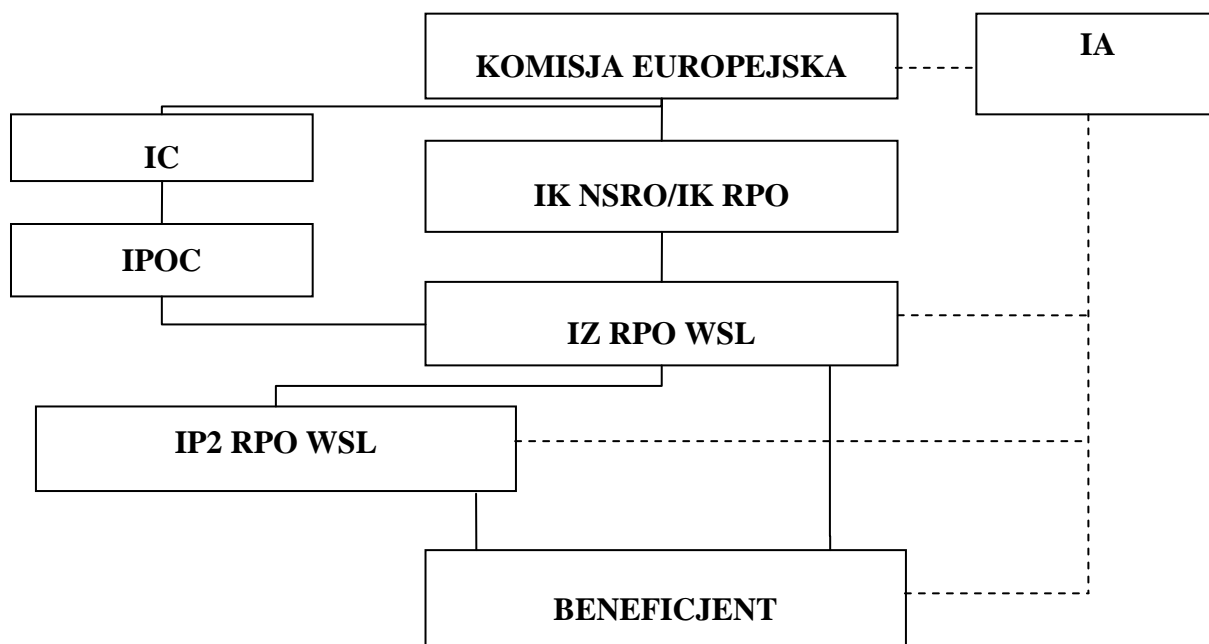 KOMISJA EUROPEJSKA
IA
IC
IK NSRO/IK RPO
IPOC
IZ RPO WSL
IP2 RPO WSL
BENEFICJENT